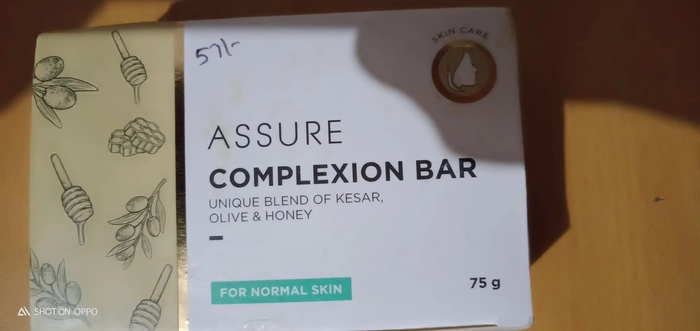 57/-
SKIN CARE
ASSURE
COMPLEXION BAR
UNIQUE BLEND OF KESAR,
OLIVE & HONEY
FOR NORMAL SKIN
75 g
SHOT ON OPPO